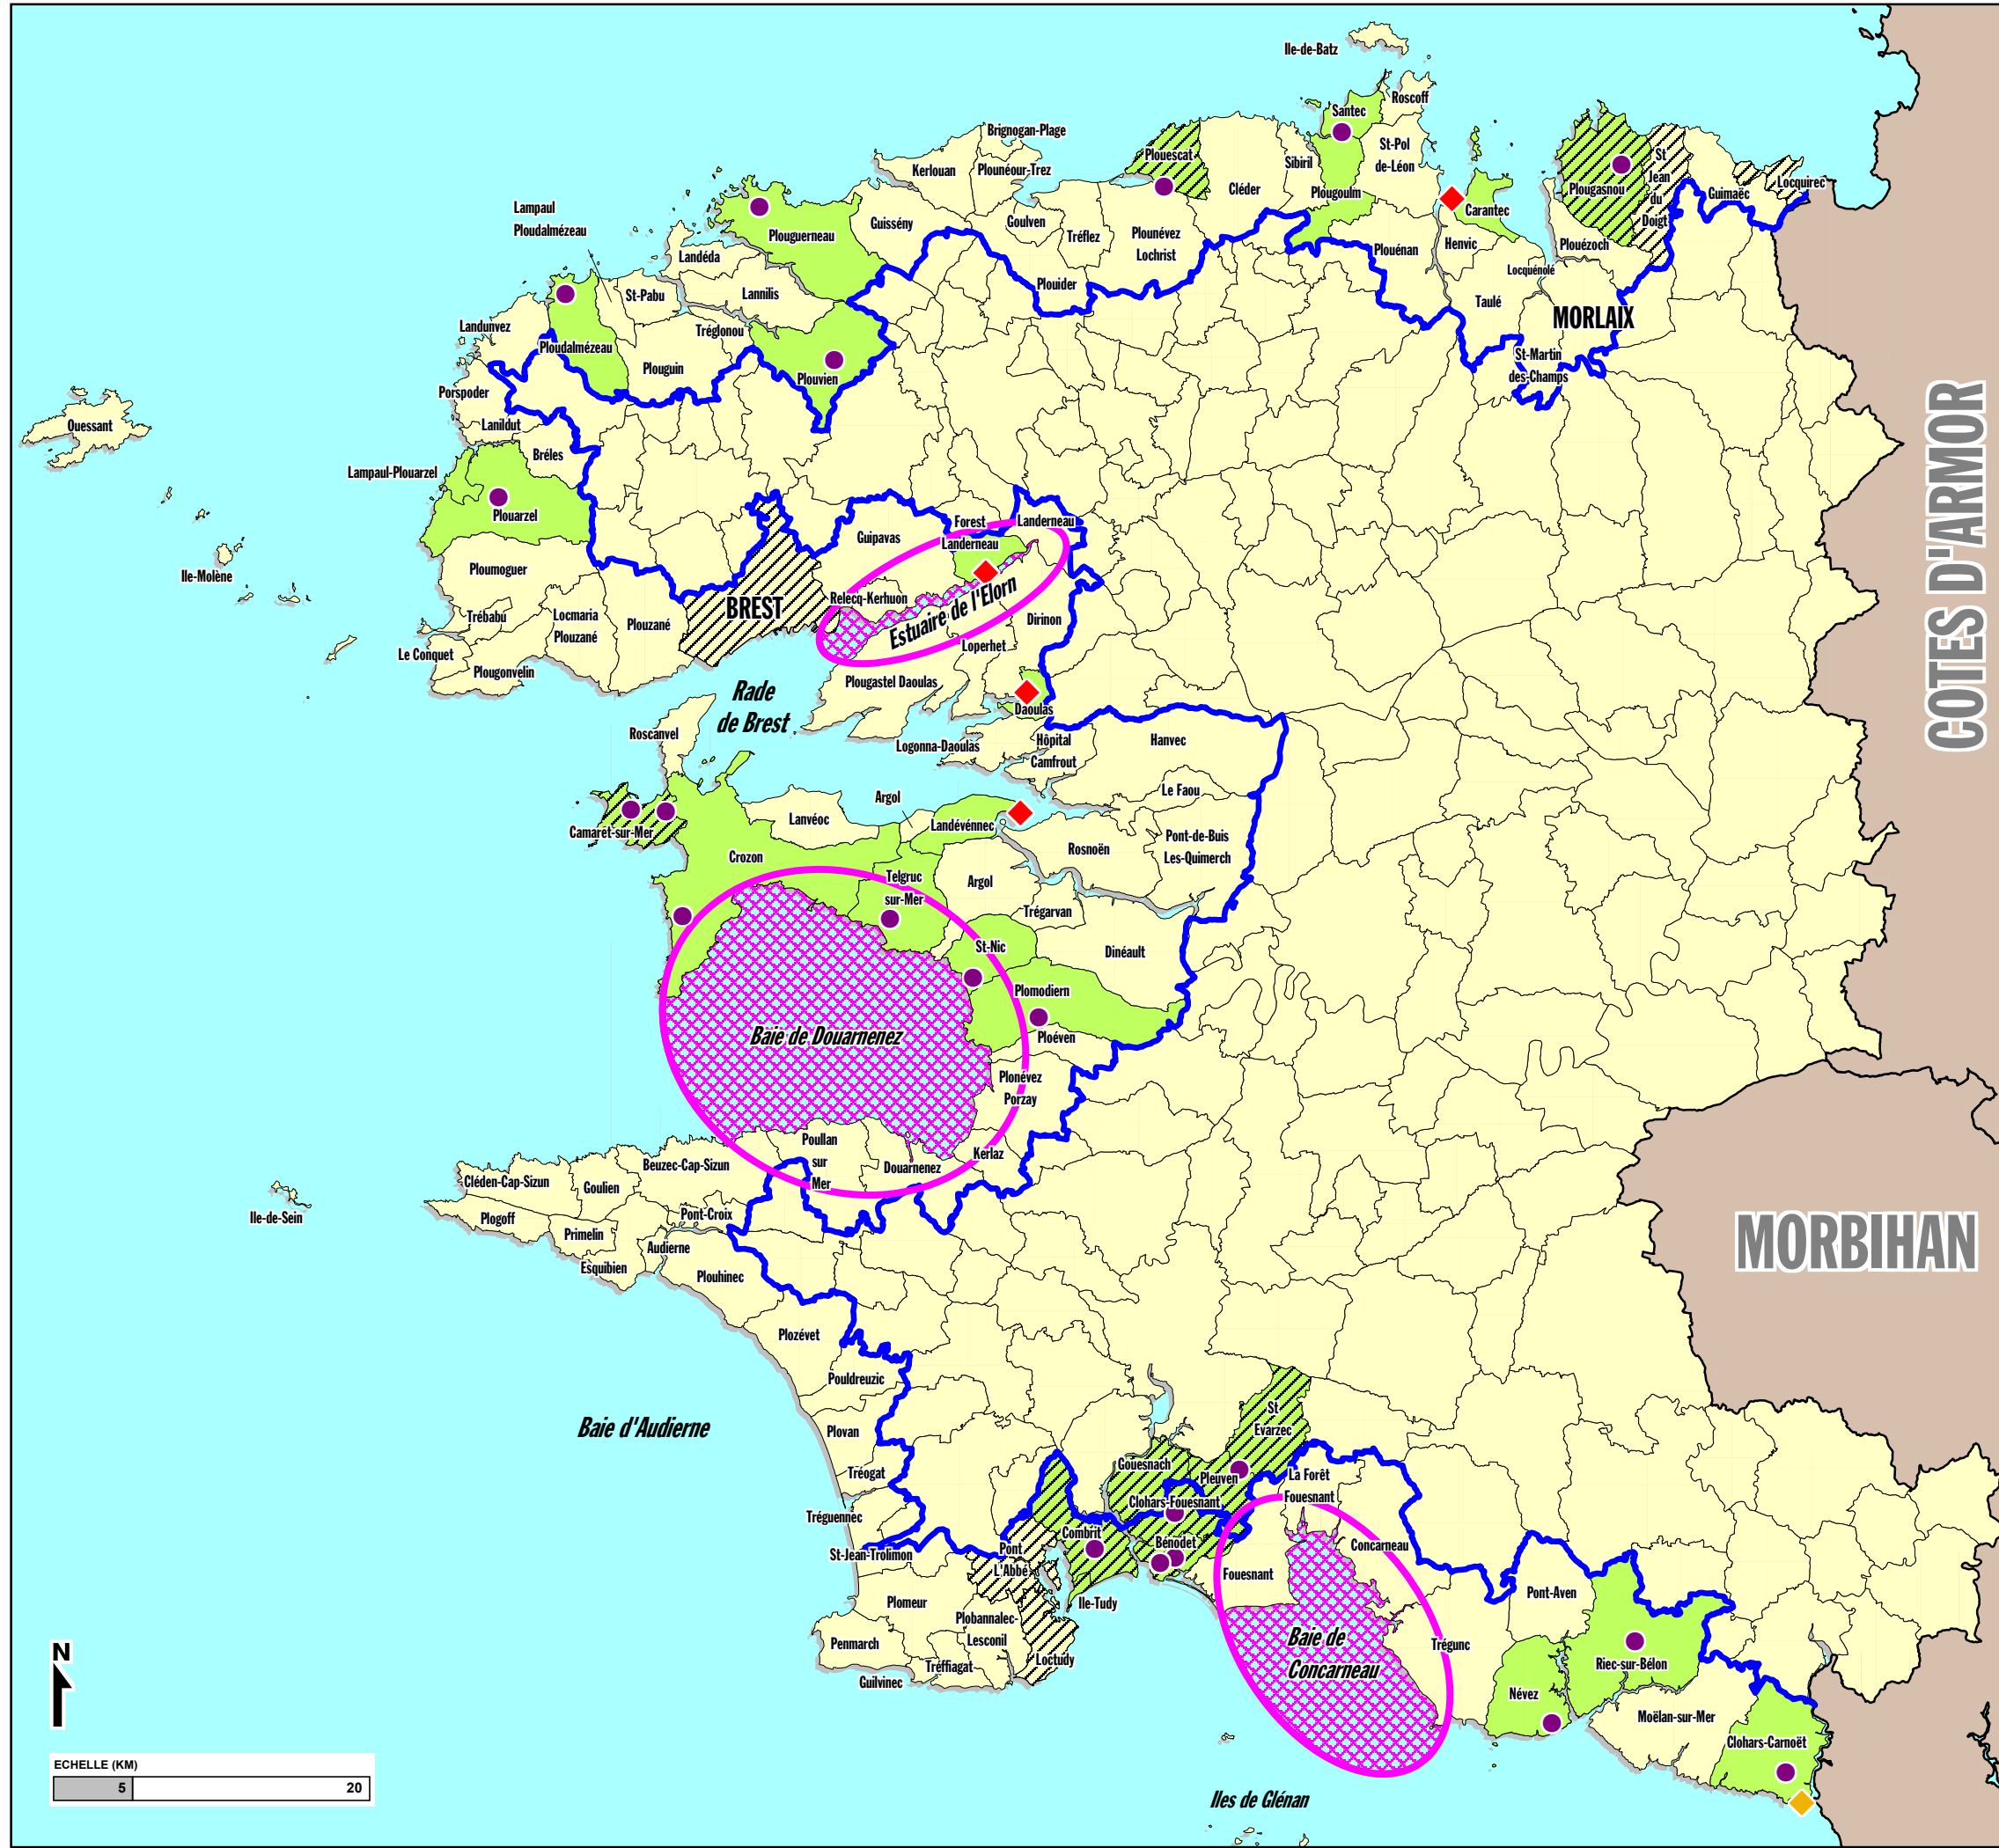 Ile-de-Batz
Roscoff
Santec
St-Pol
de-Léon
Sibiril
Plougoulm
Cléder
Plouescat
Brignogan-Plage
Plounéour-Trez
Kerlouan
Goulven
Tréflez
Plounévez
Lochrist
Plouider
Guissény
Plouguerneau
Landéda
Lannilis
Lampaul
Ploudalmézeau
St-Pabu
Tréglonou
Plouvien
Plouguin
Ploudalmézeau
Landunvez
Porspoder
Lanildut
Bréles
Lampaul-Plouarzel
Plouarzel
Ouessant
Ile-Molène
Carantec
Henvic
Plouénan
Locquénolé
Taulé
Plouézoch
Plougasnou
St
Jean
du
Doigt
Guimaëc
Locquirec
MORLAIX
St-Martin
des-Champs
COTES D'ARMOR
Ploumoguer
Trébabu
Locmaria
Plouzané
Plouzané
Le Conquet
Plougonvelin
BREST
Guipavas
Forest
Landerneau
Landerneau
Relecq-Kerhuon
Estuaire de l'Elorn
Dirinon
Loperhet
Plougastel Daoulas
Daoulas
Rade
de Brest
Logonna-Daoulas
Hôpital
Camfrout
Hanvec
Le Faou
Roscanvel
Camaret-sur-Mer
Lanvéoc
Argol
Landévénnec
Crozon
Telgruc
sur-Mer
Argol
Rosnoën
Pont-de-Buis
Les-Quimerch
Trégarvan
Dinéault
St-Nic
Plomodiern
Ploéven
Baie de Douarnenez
Plonévez
Porzay
Kerlaz
Douarnenez
Poullan
sur
Mer
Beuzec-Cap-Sizun
Cléden-Cap-Sizun
Goulien
Plogoff
Primelin
Pont-Croix
Audierne
Esquibien
Plouhinec
Ile-de-Sein
Plozévet
Pouldreuzic
Baie d'Audierne
Plovan
Tréogat
Tréguennec
St-Jean-Trolimon
MORBIHAN
St
Evarzec
Gouesnach
Pleuven
Clohars-Fouesnant
La Forêt
Fouesnant
Combrit
Bénodet
Pont
L'Abbé
Ile-Tudy
Fouesnant
Concarneau
Plomeur
Plobannalec-
Lesconil
Penmarch
Tréffiagat
Guilvinec
Loctudy
Baie de
Concarneau
Trégunc
Pont-Aven
Riec-sur-Bélon
Névez
Moëlan-sur-Mer
Clohars-Carnoët
Iles de Glénan
N
ECHELLE (KM)
5
20